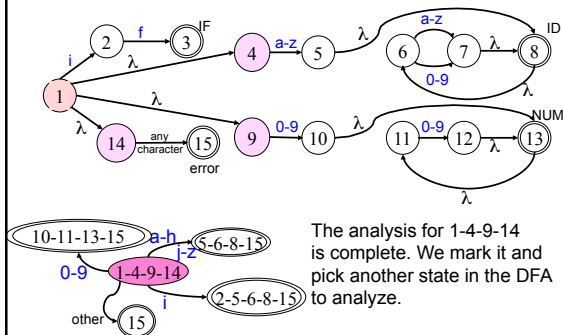 IF
ID
2 f 3
a-z
i λ 4 a-z 5 λ 6 7 λ 8
0-9
1 λ λ
λ
NUM
14 any character 15 9 0-9 10 λ 11 0-9 12 λ 13
error
λ
10-11-13-15 a-h 5-6-8-15
j-z
0-9 1-4-9-14
i 2-5-6-8-15
other 15
The analysis for 1-4-9-14
is complete. We mark it and
pick another state in the DFA
to analyze.